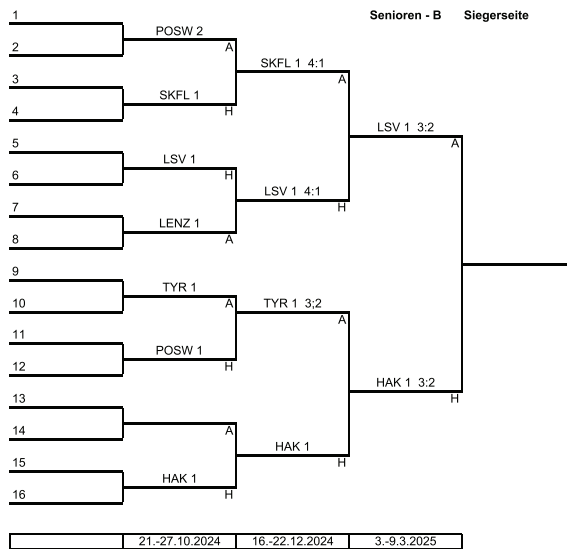 Senioren - B Siegerseite
1
POSW 2
2
A
SKFL 1 4:1
3
A
SKFL 1
4
H
LSV 1 3:2
5
A
LSV 1
6
H
LSV 1 4:1
7
H
LENZ 1
8
A
9
TYR 1
10
A
TYR 1 3;2
11
A
POSW 1
12
H
HAK 1 3:2
13
H
14
A
HAK 1
15
H
HAK 1
16
H
21.-27.10.2024 16.-22.12.2024 3.-9.3.2025